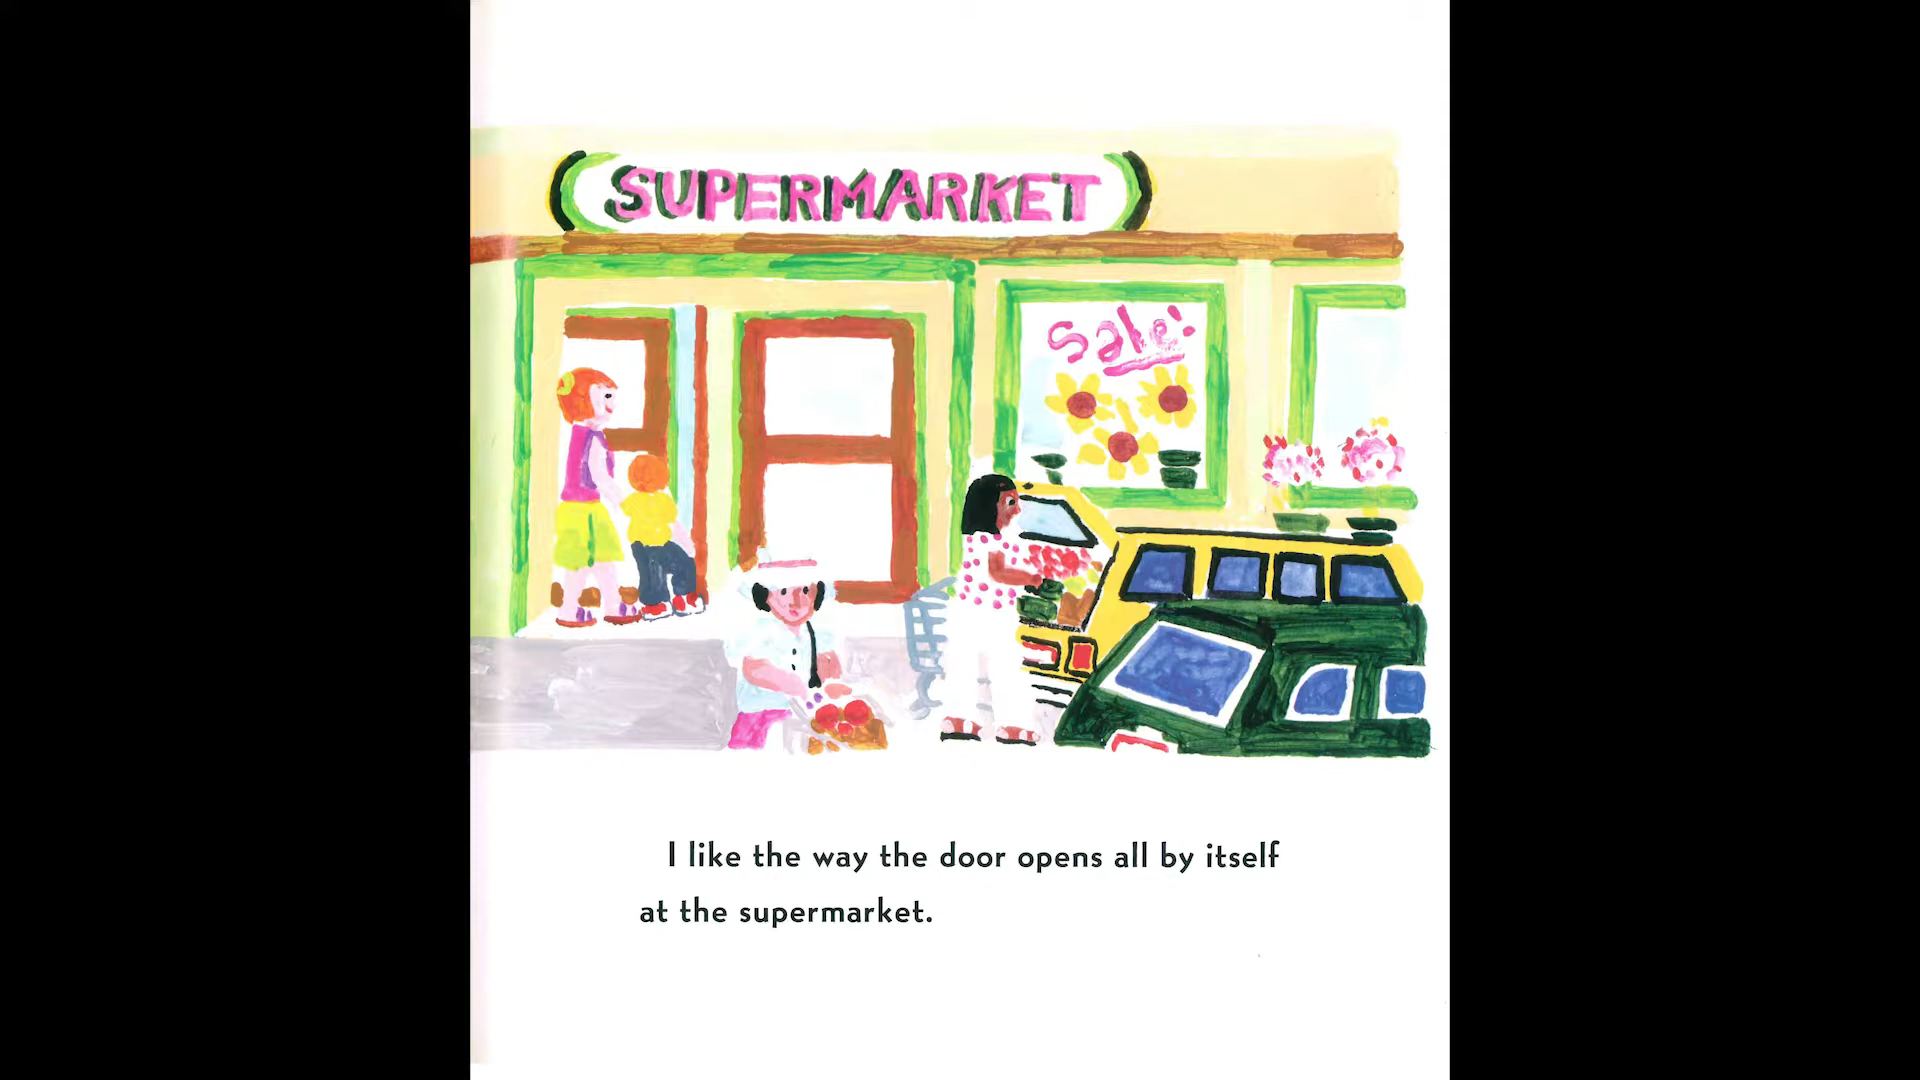 SUPERMARKET
Sale!
I like the way the door opens all by itself
at the supermarket.